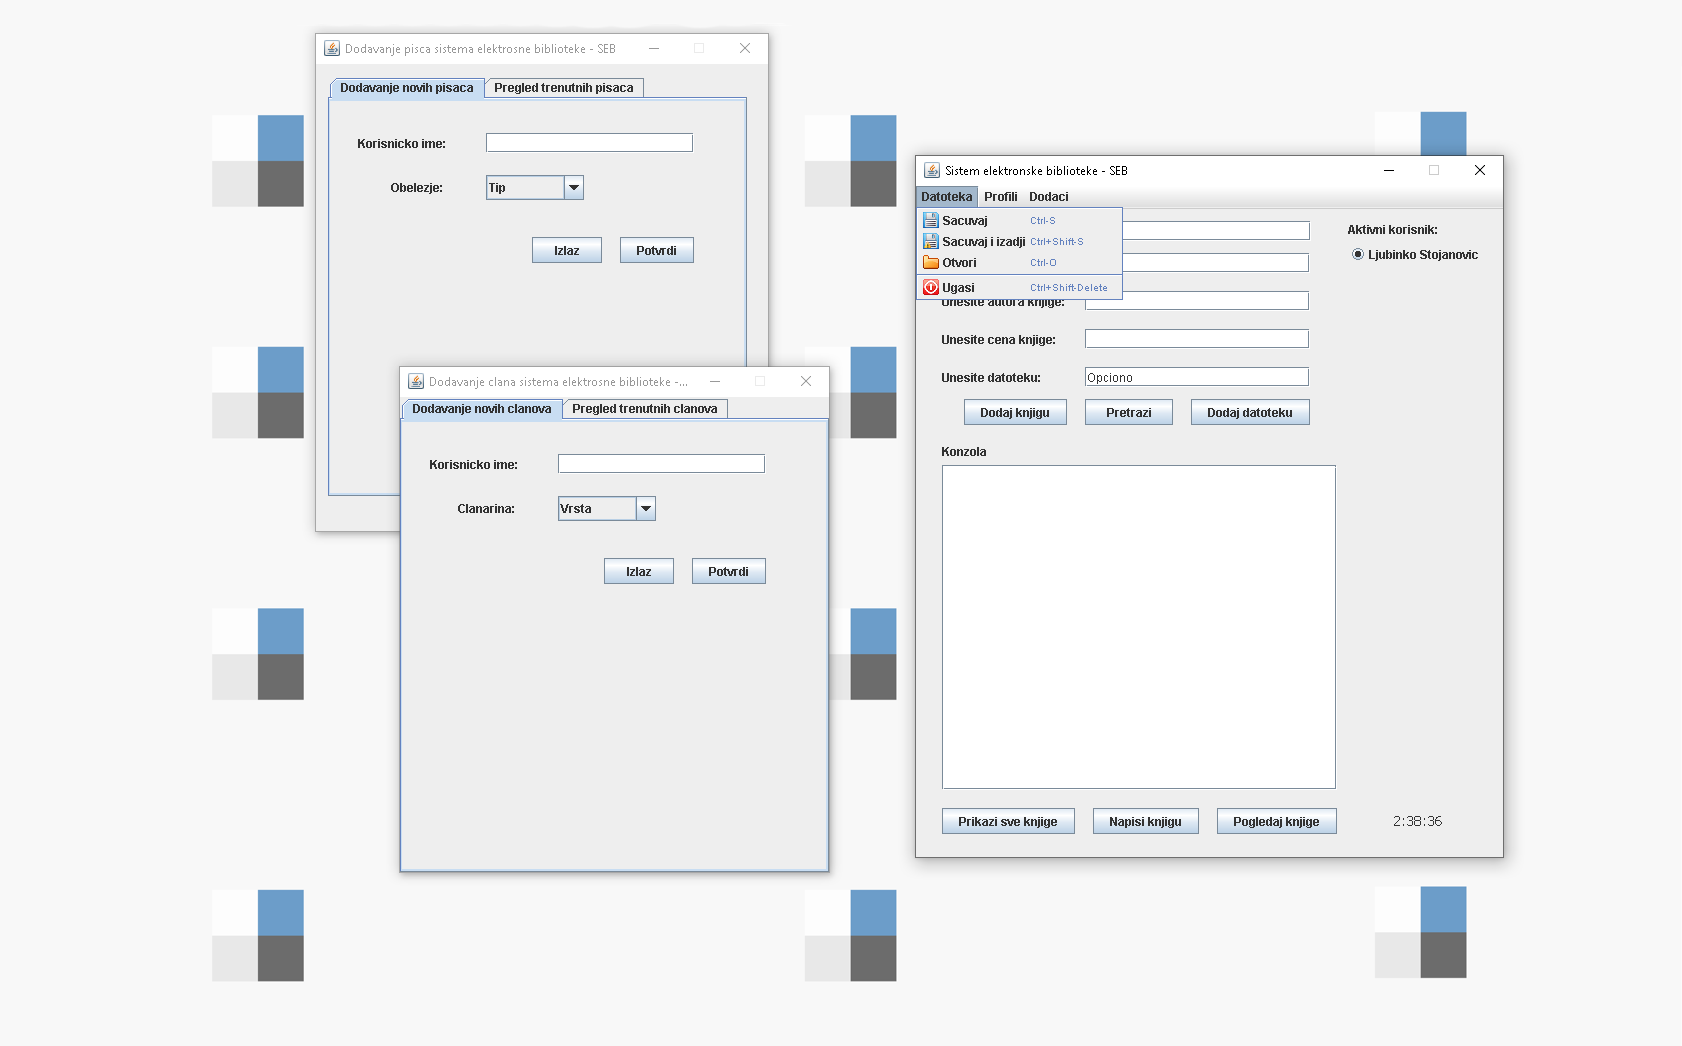 Dodavanje pisca sistema elektrosne biblioteke - SEB
Dodavanje novih pisaca
Pregled trenutnih pisaca
Korisnicko ime:
Obelezje:
Tip
Izlaz
Potvrdi
Dodavanje clana sistema elektrosne biblioteke -...
Dodavanje novih clanova
Pregled trenutnih clanova
Korisnicko ime:
Clanarina:
Vrsta
Izlaz
Potvrdi
Sistem elektronske biblioteke - SEB
Datoteka Profili Dodaci
Sacuvaj Ctrl-S
Sacuvaj i izadji Ctrl+Shift-S
Otvori Ctrl-O
Ugasi Ctrl+Shift-Delete
Aktivni korisnik:
Ljubinko Stojanovic
Unesite autora knjige:
Unesite cena knjige:
Unesite datoteku:
Opciono
Dodaj knjigu
Pretrazi
Dodaj datoteku
Konzola
Prikazi sve knjige
Napisi knjigu
Pogledaj knjige
2:38:36